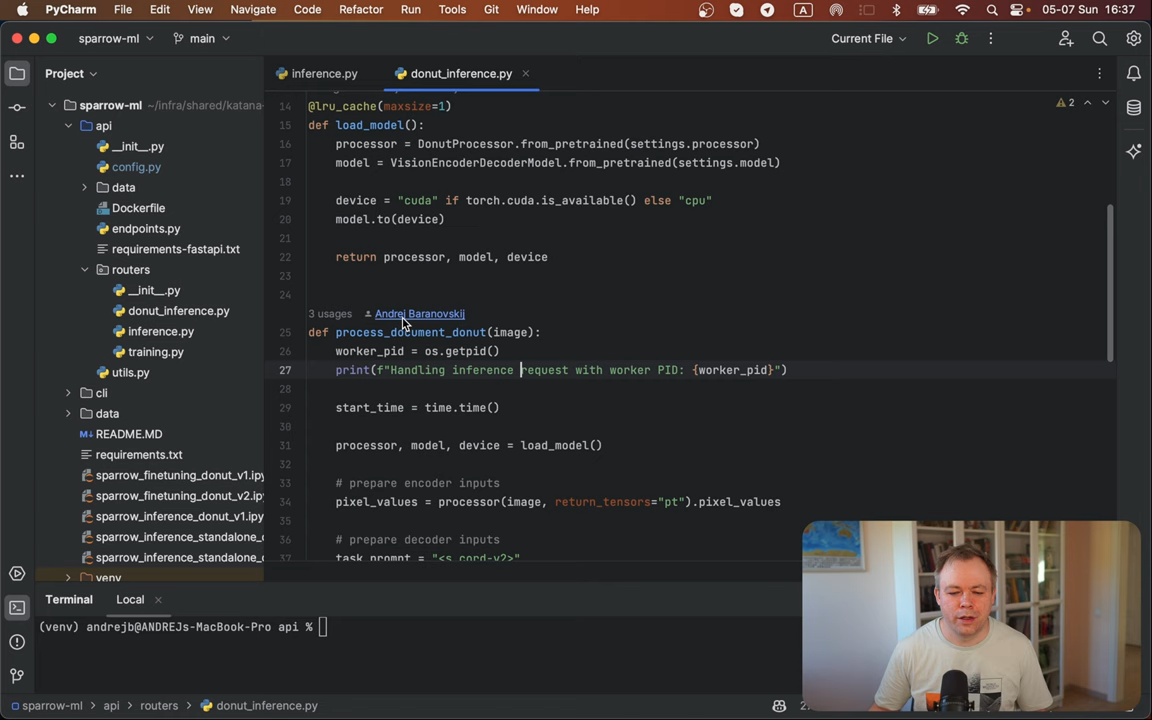 PyCharm File Edit View Navigate Code Refactor Run Tools Git Window Help A 05-07 Sun 16:37
sparrow-ml main Current File
Project inference.py donut_inference.py
sparrow-ml ~/infra/shared/katana-
api
__init__.py
config.py
data
Dockerfile
endpoints.py
requirements-fastapi.txt
routers
__init__.py
donut_inference.py
inference.py
training.py
utils.py
cli
data
README.MD
requirements.txt
sparrow_finetuning_donut_v1.ipy
sparrow_finetuning_donut_v2.ipy
sparrow_inference_donut_v1.ipy
sparrow_inference_standalone_
sparrow_inference_standalone_
venv
2
14 @lru_cache(maxsize=1)
15 def load_model():
16 processor = DonutProcessor.from_pretrained(settings.processor)
17 model = VisionEncoderDecoderModel.from_pretrained(settings.model)
18
19 device = "cuda" if torch.cuda.is_available() else "cpu"
20 model.to(device)
21
22 return processor, model, device
23
24
3 usages Andrej Baranovskij
25 def process_document_donut(image):
26 worker_pid = os.getpid()
27 print(f"Handling inference request with worker PID: {worker_pid}")
28
29 start_time = time.time()
30
31 processor, model, device = load_model()
32
33 # prepare encoder inputs
34 pixel_values = processor(image, return_tensors="pt").pixel_values
35
36 # prepare decoder inputs
37 task_prompt = "<s_cord-v2>"
Terminal Local
(venv) andrejb@ANDREJs-MacBook-Pro api %
sparrow-ml api routers donut_inference.py